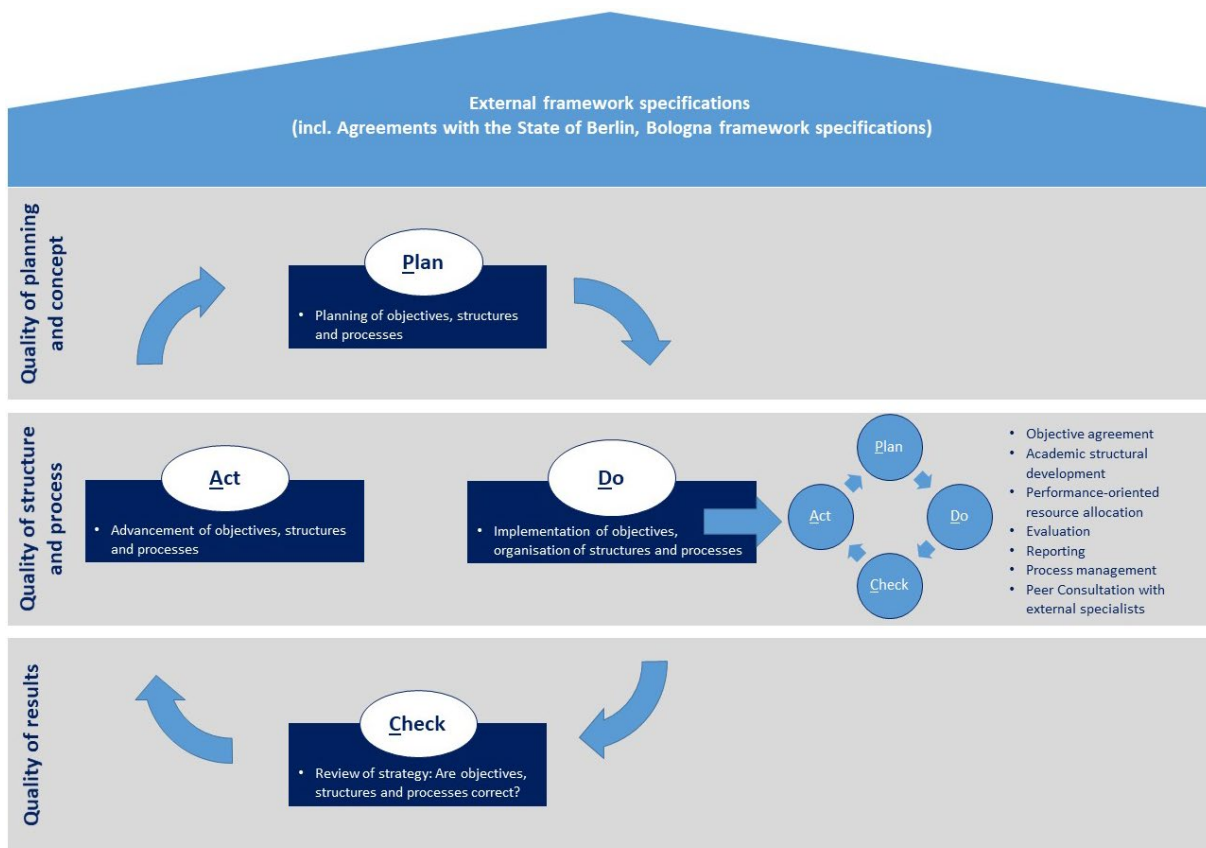 External framework specifications
(incl. Agreements with the State of Berlin, Bologna framework specifications)
Quality of planning
and concept
Plan
• Planning of objectives, structures
and processes
Quality of structure
and process
Act
• Advancement of objectives, structures
and processes
Do
• Implementation of objectives,
organisation of structures and processes
Plan
Act
Do
Check
• Objective agreement
• Academic structural
development
• Performance-oriented
resource allocation
• Evaluation
• Reporting
• Process management
• Peer Consultation with
external specialists
Quality of results
Check
• Review of strategy: Are objectives,
structures and processes correct?